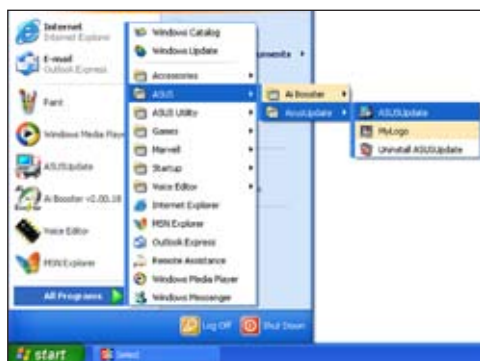 Internet
Internet Explorer
E-mail
Outlook Express
Paint
Windows Media Player
ASUSUpdate
Ai Booster v2.00.18
Voice Editor
MSN Explorer
All Programs
Windows Catalog
Windows Update
Accessories
ASUS
ASUS Utility
Games
Marvell
Startup
Voice Editor
Internet Explorer
MSN Explorer
Outlook Express
Remote Assistance
Windows Media Player
Windows Messenger
Ai Booster
AsusUpdate
ASUSUpdate
MyLogo
Uninstall ASUSUpdate
Log Off
Shut Down
start